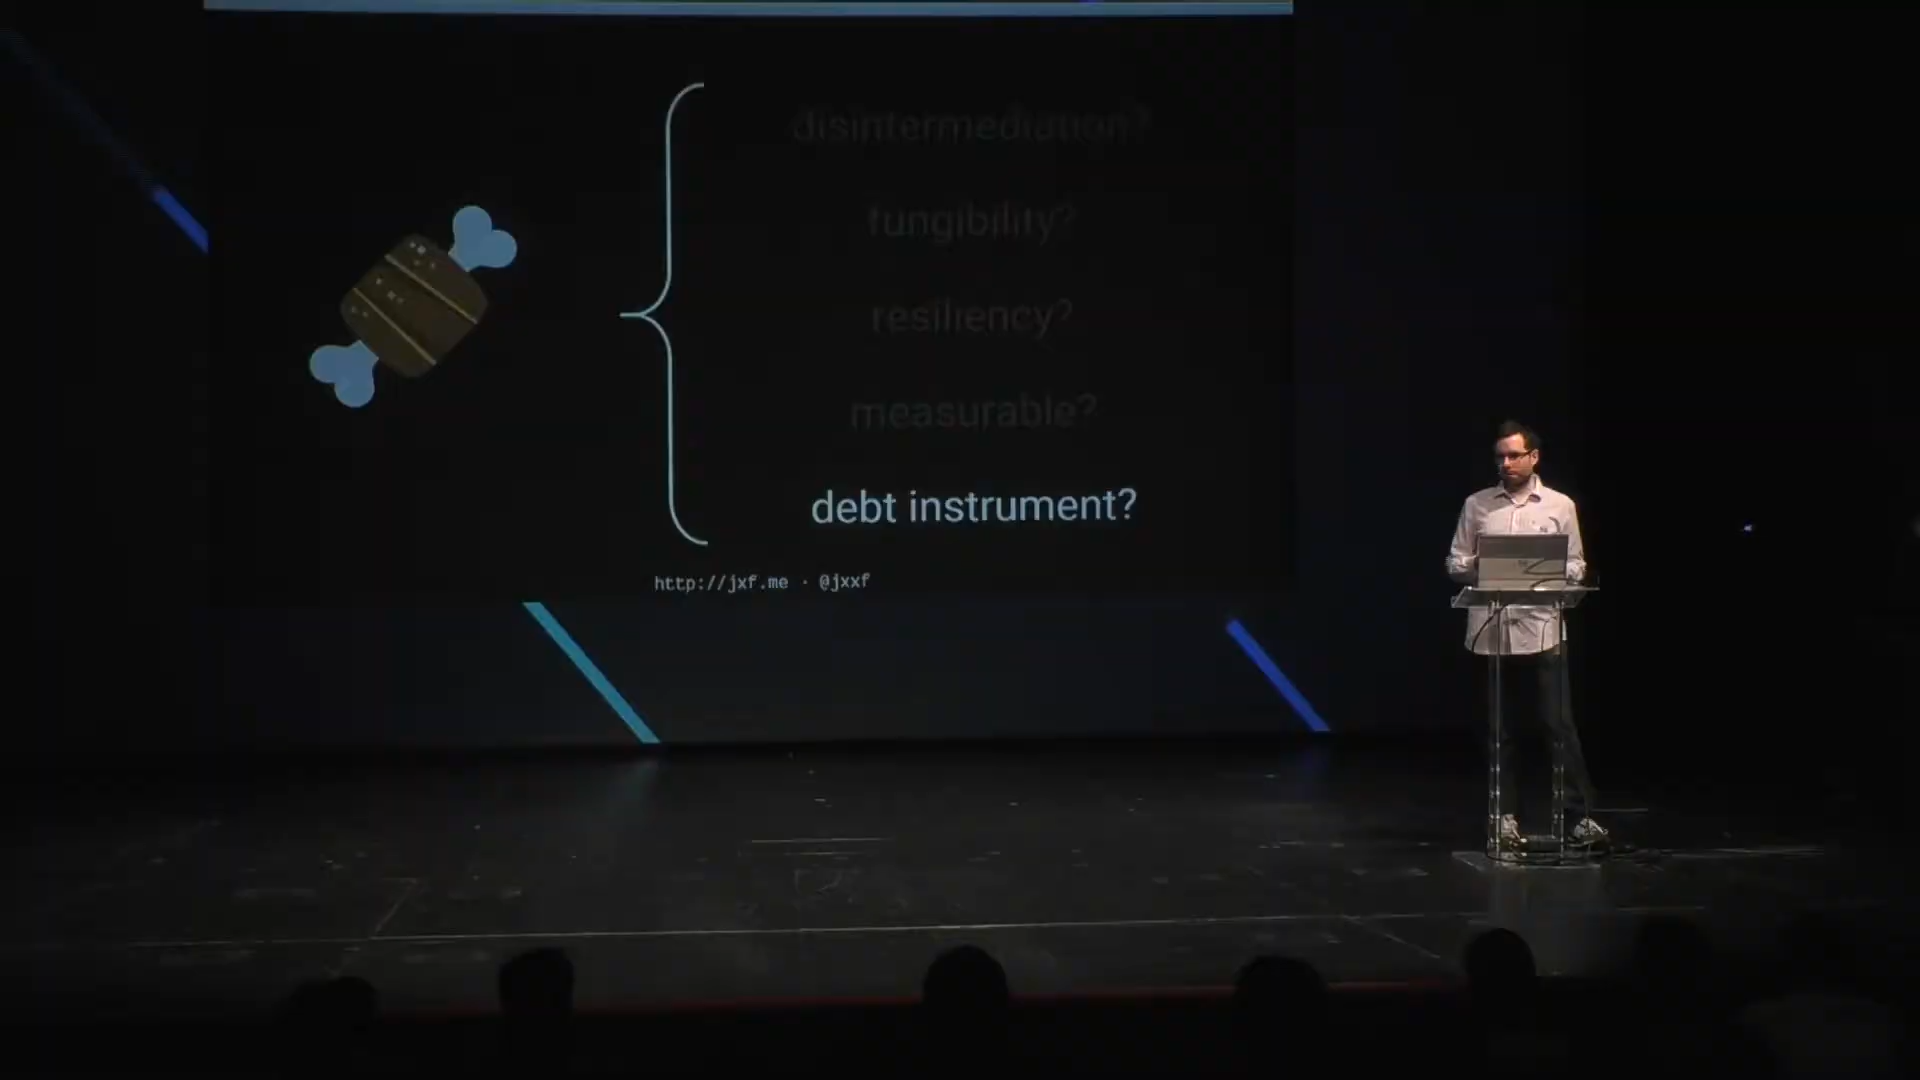 disintermediation?
fungibility?
resiliency?
measurable?
debt instrument?
http://jxf.me · @jxxf